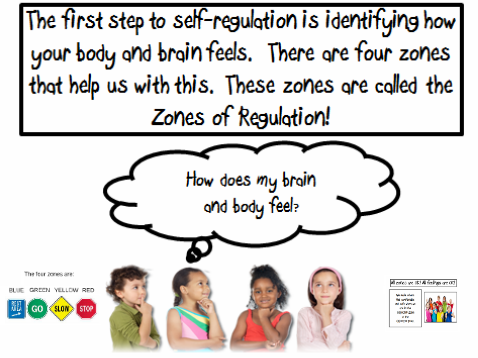 The first step to self-regulation is identifying how
your body and brain feels. There are four zones
that help us with this. These zones are called the
Zones of Regulation!
How does my brain
and body feel?
The four zones are:
BLUE GREEN YELLOW RED
REST AREA GO SLOW STOP
All zones are OK! All feelings are OK!